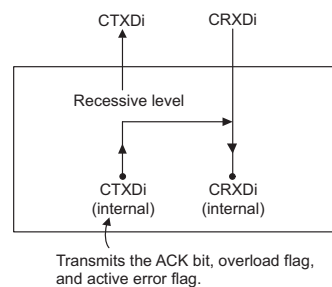 CTXDi CRXDi
Recessive level
CTXDi CRXDi
(internal) (internal)
Transmits the ACK bit, overload flag,
and active error flag.